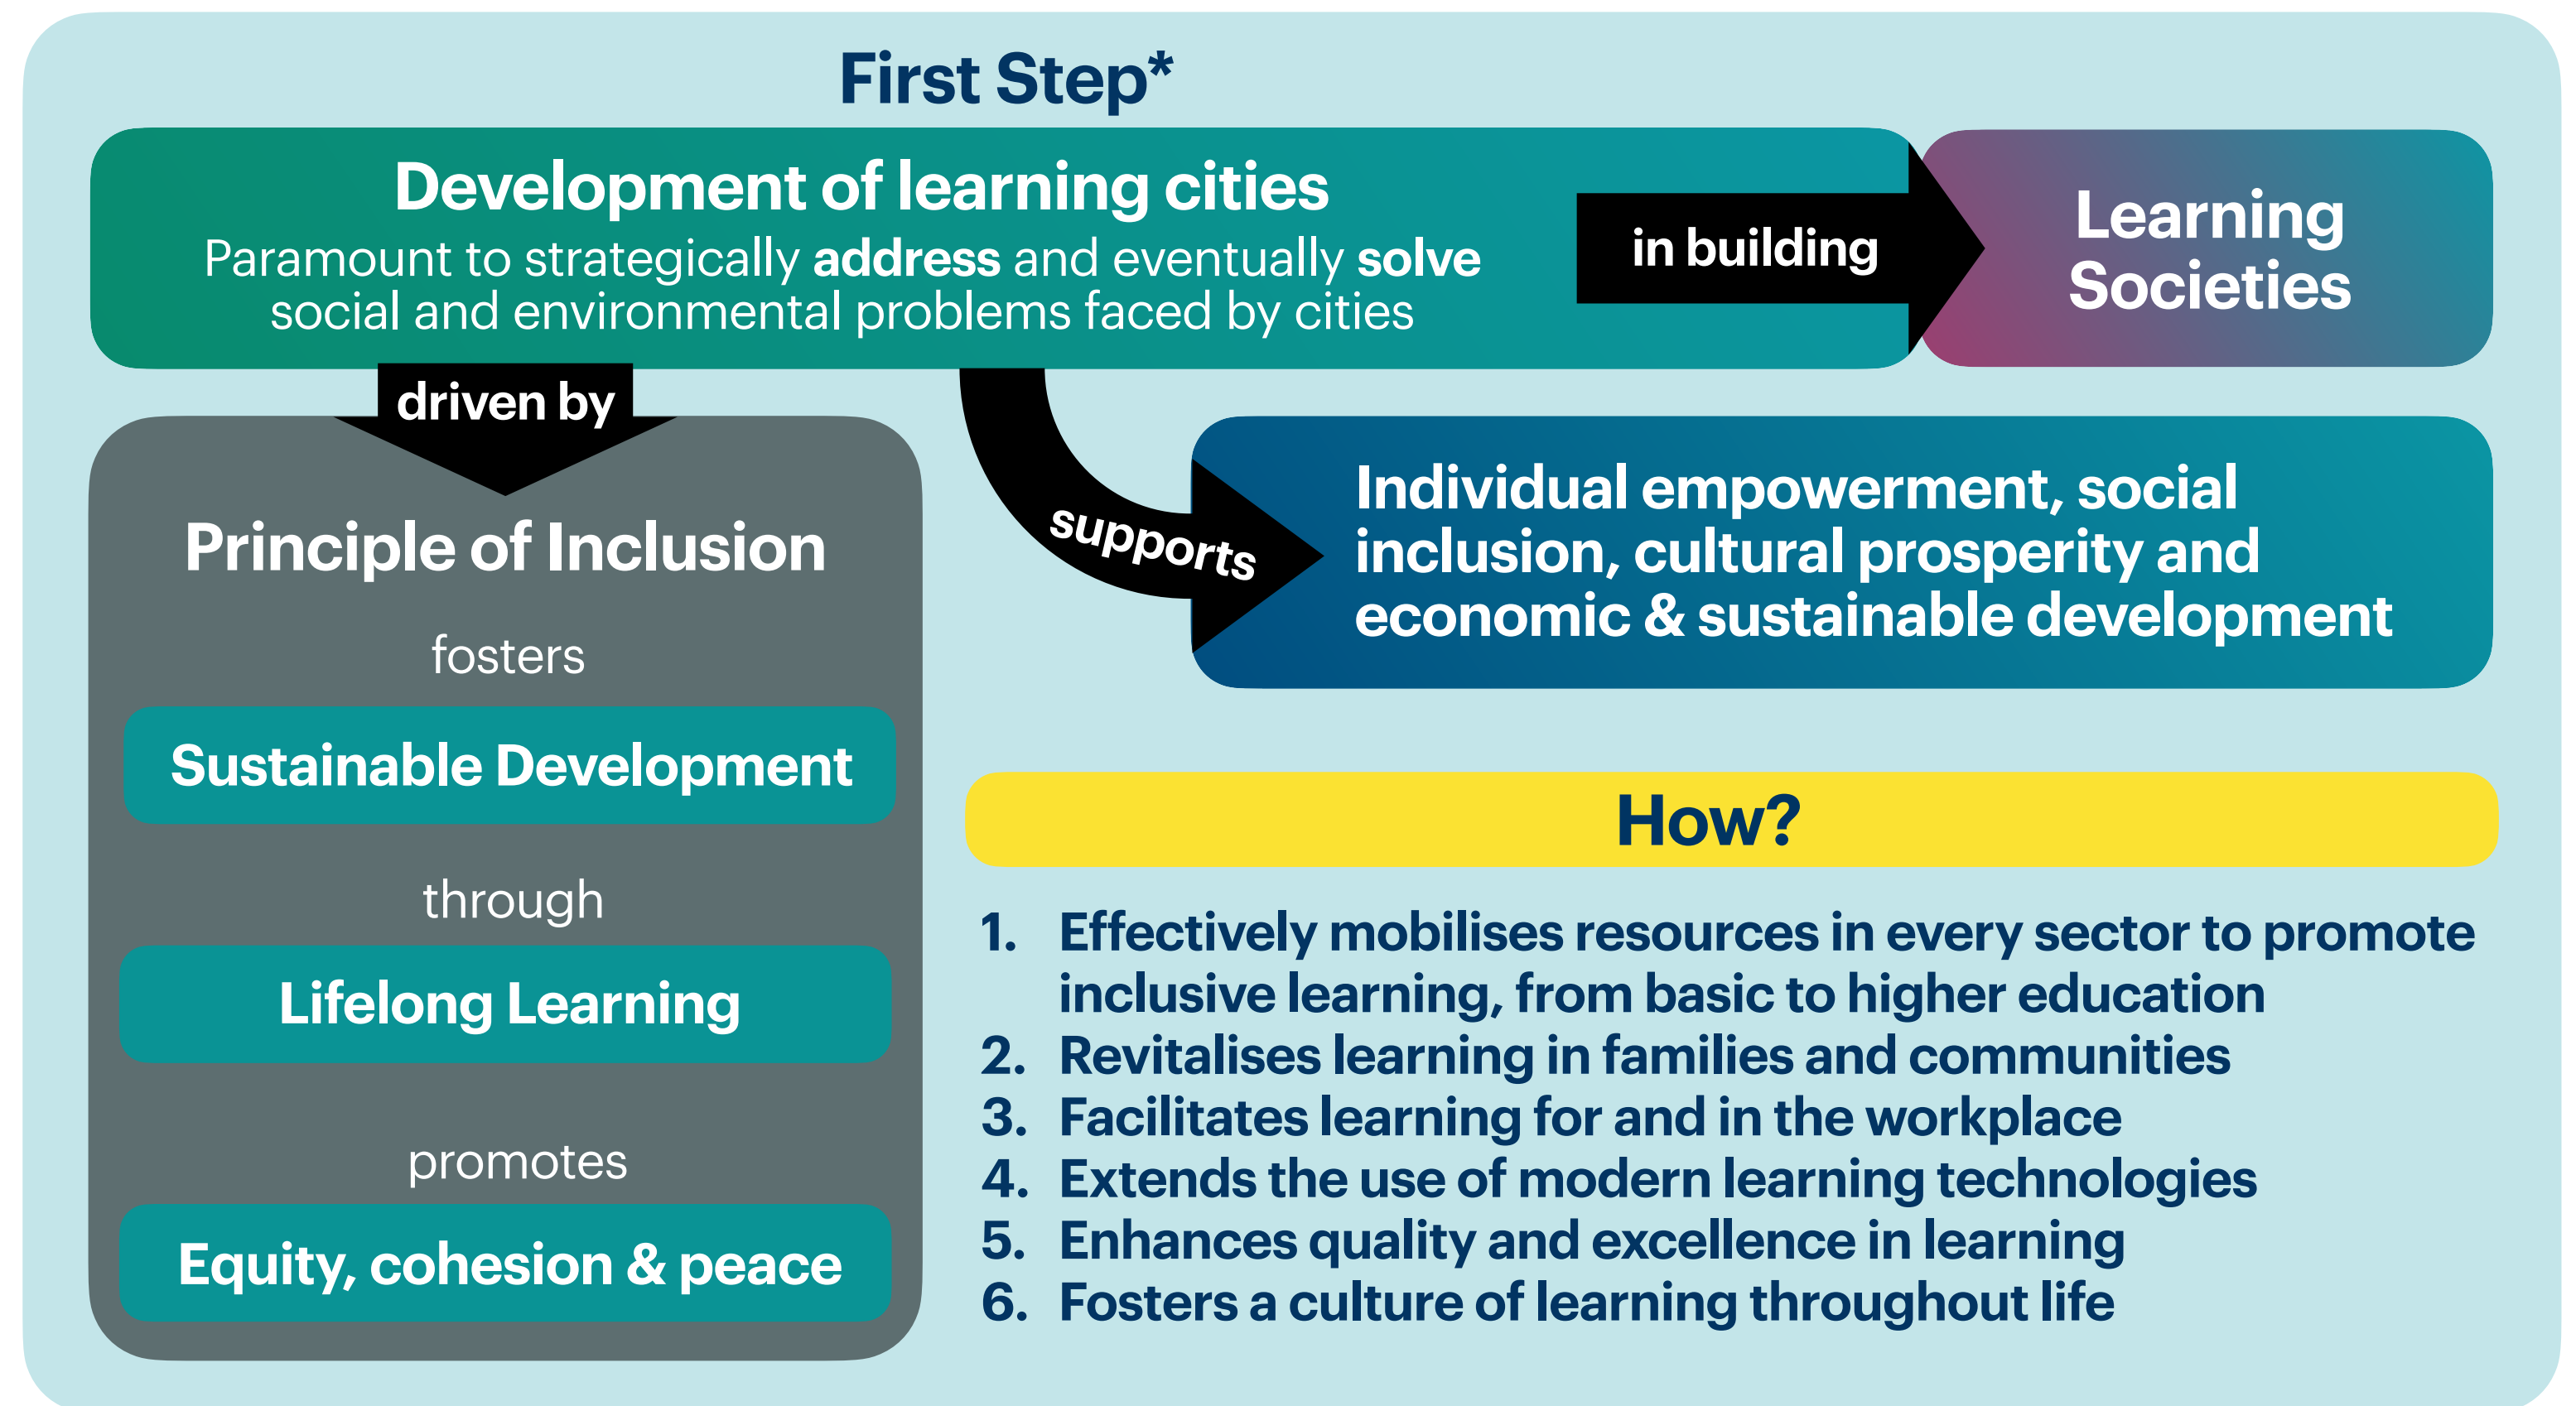 First Step*
Development of learning cities
Paramount to strategically address and eventually solve
social and environmental problems faced by cities
in building
Learning
Societies
driven by
Principle of Inclusion
fosters
Sustainable Development
through
Lifelong Learning
promotes
Equity, cohesion & peace
supports
Individual empowerment, social
inclusion, cultural prosperity and
economic & sustainable development
How?
1. Effectively mobilises resources in every sector to promote
inclusive learning, from basic to higher education
2. Revitalises learning in families and communities
3. Facilitates learning for and in the workplace
4. Extends the use of modern learning technologies
5. Enhances quality and excellence in learning
6. Fosters a culture of learning throughout life